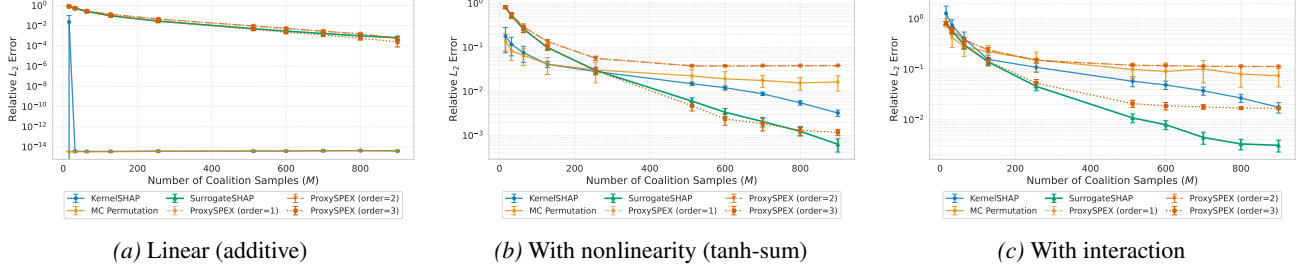 10⁰
10⁻²
10⁻⁴
10⁻⁶
10⁻⁸
10⁻¹⁰
10⁻¹²
10⁻¹⁴
Relative L₂ Error
0 200 400 600 800
Number of Coalition Samples (M)
KernelSHAP SurrogateSHAP ProxySPEX (order=2)
MC Permutation ProxySPEX (order=1) ProxySPEX (order=3)
(a) Linear (additive)
10⁰
10⁻¹
10⁻²
10⁻³
Relative L₂ Error
0 200 400 600 800
Number of Coalition Samples (M)
KernelSHAP SurrogateSHAP ProxySPEX (order=2)
MC Permutation ProxySPEX (order=1) ProxySPEX (order=3)
(b) With nonlinearity (tanh-sum)
10⁰
10⁻¹
10⁻²
Relative L₂ Error
0 200 400 600 800
Number of Coalition Samples (M)
KernelSHAP SurrogateSHAP ProxySPEX (order=2)
MC Permutation ProxySPEX (order=1) ProxySPEX (order=3)
(c) With interaction